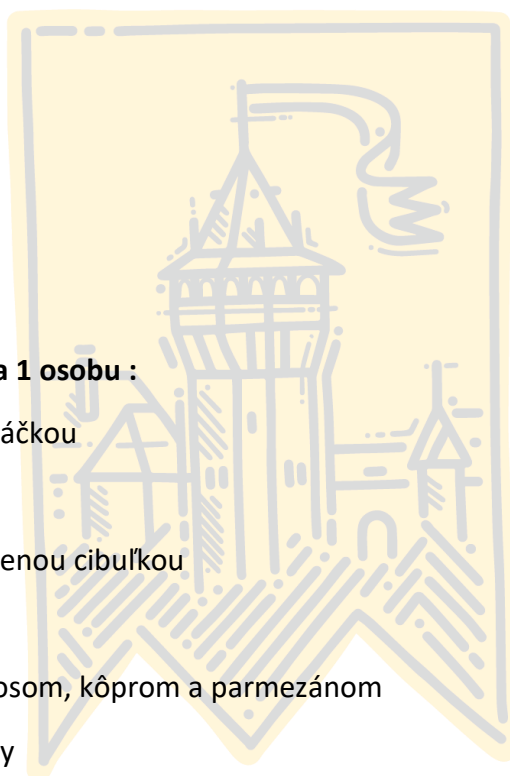 a 1 osobu :
áčkou
enou cibuľkou
osom, kôprom a parmezánom
y